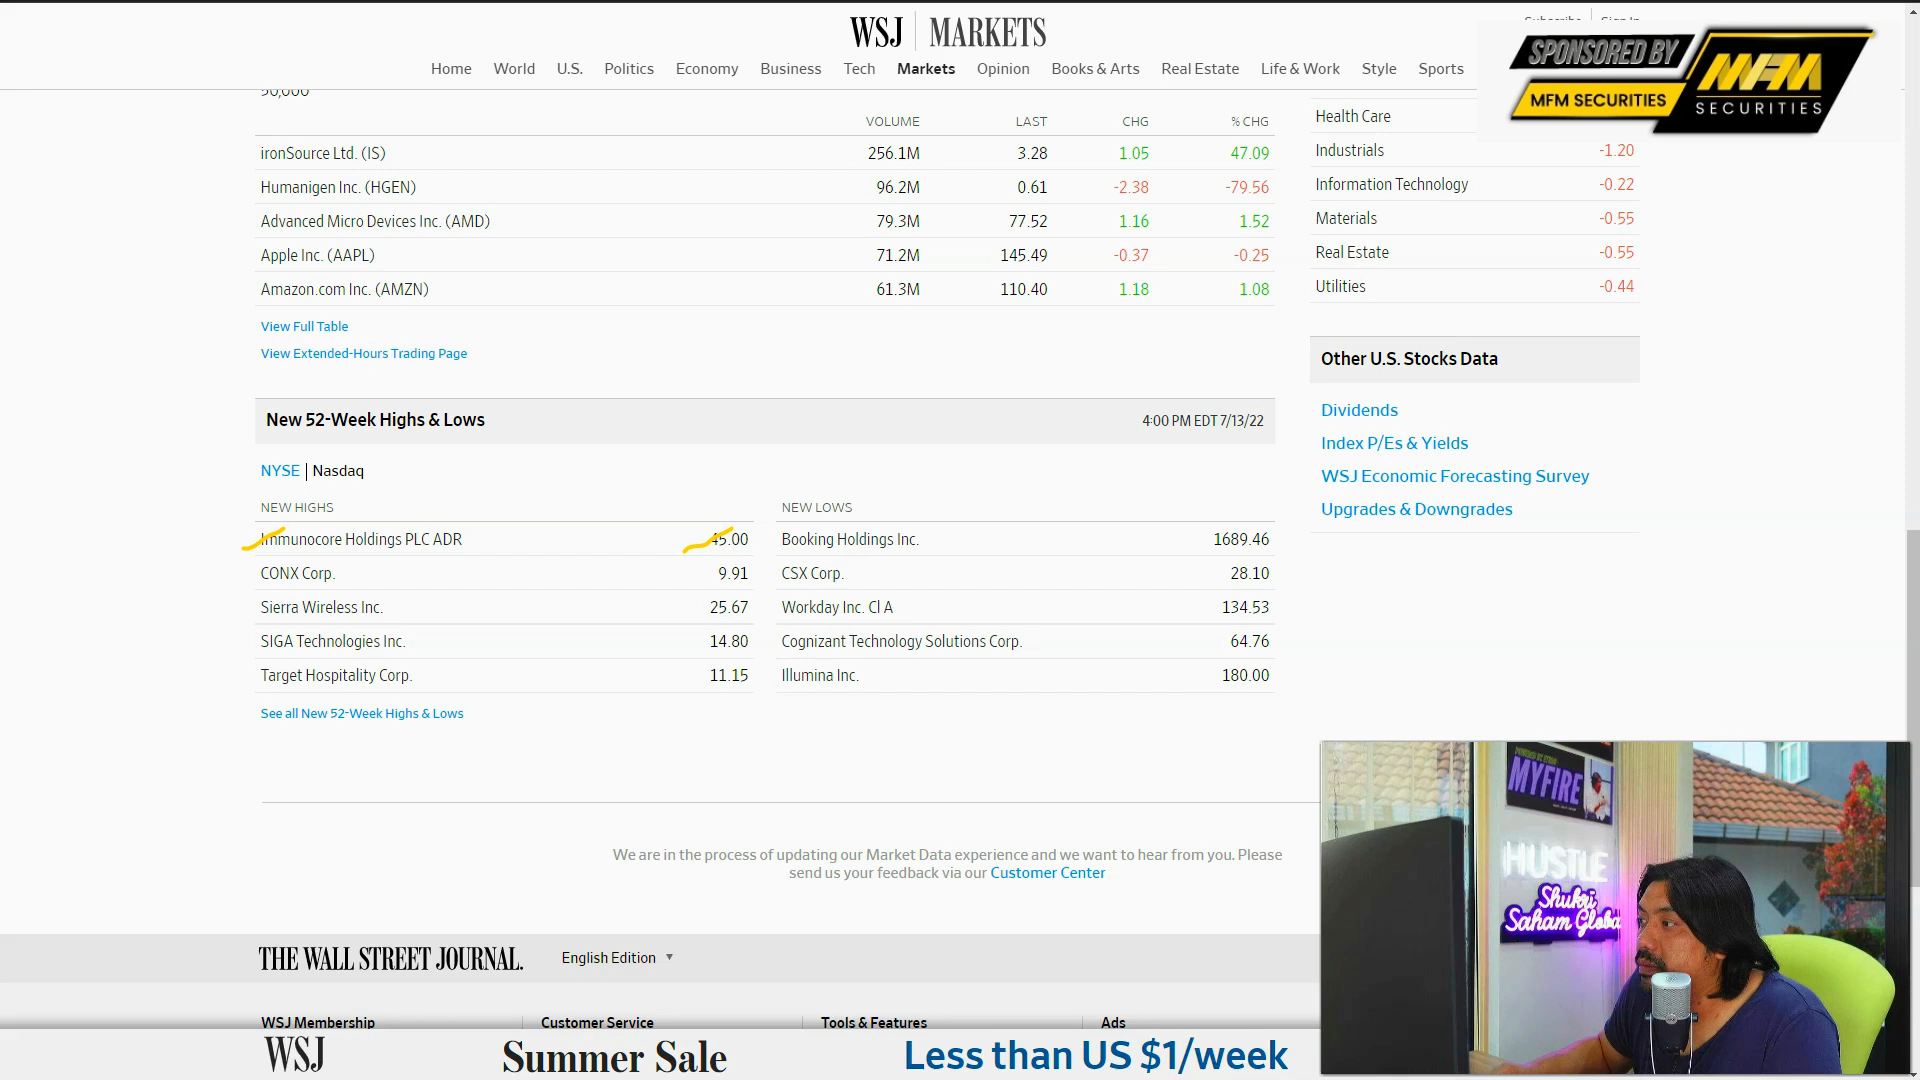 WSJ MARKETS
Subscribe Sign In
Home World U.S. Politics Economy Business Tech Markets Opinion Books & Arts Real Estate Life & Work Style Sports
SPONSORED BY
MFM SECURITIES
MFM
SECURITIES
50,000
VOLUME LAST CHG % CHG
ironSource Ltd. (IS) 256.1M 3.28 1.05 47.09
Humanigen Inc. (HGEN) 96.2M 0.61 -2.38 -79.56
Advanced Micro Devices Inc. (AMD) 79.3M 77.52 1.16 1.52
Apple Inc. (AAPL) 71.2M 145.49 -0.37 -0.25
Amazon.com Inc. (AMZN) 61.3M 110.40 1.18 1.08
View Full Table
View Extended-Hours Trading Page
Health Care
Industrials -1.20
Information Technology -0.22
Materials -0.55
Real Estate -0.55
Utilities -0.44
Other U.S. Stocks Data
Dividends
Index P/Es & Yields
WSJ Economic Forecasting Survey
Upgrades & Downgrades
New 52-Week Highs & Lows 4:00 PM EDT 7/13/22
NYSE | Nasdaq
NEW HIGHS
Immunocore Holdings PLC ADR 45.00
CONX Corp. 9.91
Sierra Wireless Inc. 25.67
SIGA Technologies Inc. 14.80
Target Hospitality Corp. 11.15
NEW LOWS
Booking Holdings Inc. 1689.46
CSX Corp. 28.10
Workday Inc. Cl A 134.53
Cognizant Technology Solutions Corp. 64.76
Illumina Inc. 180.00
See all New 52-Week Highs & Lows
We are in the process of updating our Market Data experience and we want to hear from you. Please
send us your feedback via our Customer Center
THE WALL STREET JOURNAL.
English Edition
WSJ Membership Customer Service Tools & Features Ads
WSJ Summer Sale Less than US $1/week
MYFIRE
HUSTLE
Shukri
Saham Global